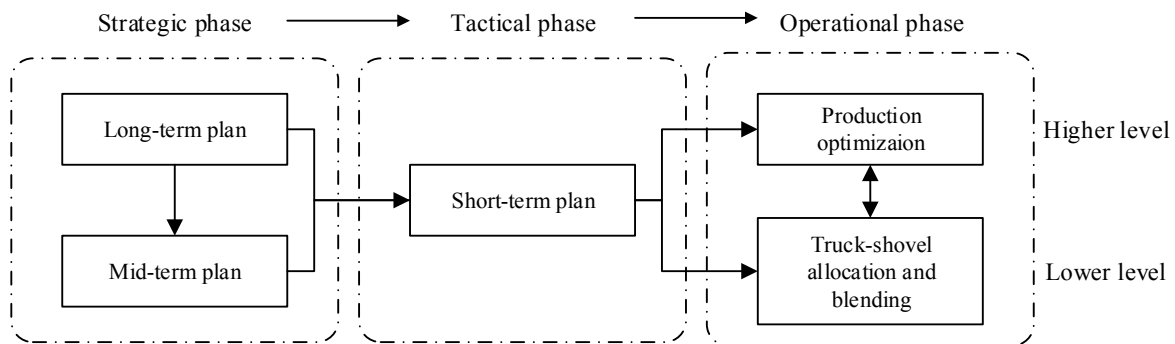 Strategic phase
Tactical phase
Operational phase
Long-term plan
Mid-term plan
Short-term plan
Production
optimizaion
Higher level
Truck-shovel
allocation and
blending
Lower level